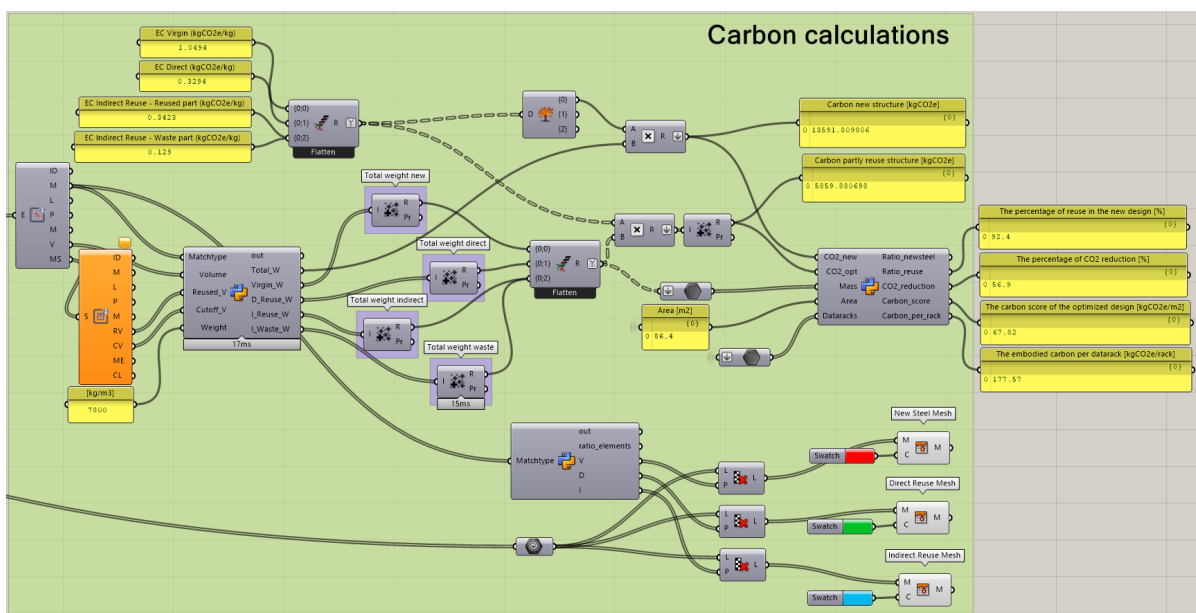 Carbon calculations
EC Virgin (kgCO2e/kg)
1.0494
EC Direct (kgCO2e/kg)
0.3294
EC Indirect Reuse - Reused part (kgCO2e/kg)
0.3423
EC Indirect Reuse - Waste part (kgCO2e/kg)
0.129
{0;0}
{0;1}
{0;2}
R
Flatten
D
{0}
{1}
{2}
A
B
R
Carbon new structure [kgCO2e]
{0}
0 13591.809806
Carbon partly reuse structure [kgCO2e]
{0}
0 5859.880698
E
ID
M
L
P
M
V
MS
S
ID
M
L
P
M
RV
CV
ME
CL
[kg/m3]
7800
Matchtype
Volume
Reused_V
Cutoff_V
Weight
out
Total_W
Virgin_W
D_Reuse_W
I_Reuse_W
I_Waste_W
17ms
Total weight new
I
R
Pr
Total weight direct
I
R
Pr
Total weight indirect
I
R
Pr
Total weight waste
I
R
Pr
15ms
{0;0}
{0;1}
{0;2}
R
Flatten
A
B
R
I
R
Pr
Area [m2]
{0}
0 86.4
CO2_new
CO2_opt
Mass
Area
Dataracks
Ratio_newsteel
Ratio_reuse
CO2_reduction
Carbon_score
Carbon_per_rack
The percentage of reuse in the new design [%]
{0}
0 92.4
The percentage of CO2 reduction [%]
{0}
0 56.9
The carbon score of the optimized design [kgCO2e/m2]
{0}
0 67.82
The embodied carbon per datarack [kgCO2e/rack]
{0}
0 177.57
Matchtype
out
ratio_elements
V
D
I
L
P
L
L
P
L
L
P
L
New Steel Mesh
Swatch
M
C
M
Direct Reuse Mesh
Swatch
M
C
M
Indirect Reuse Mesh
Swatch
M
C
M